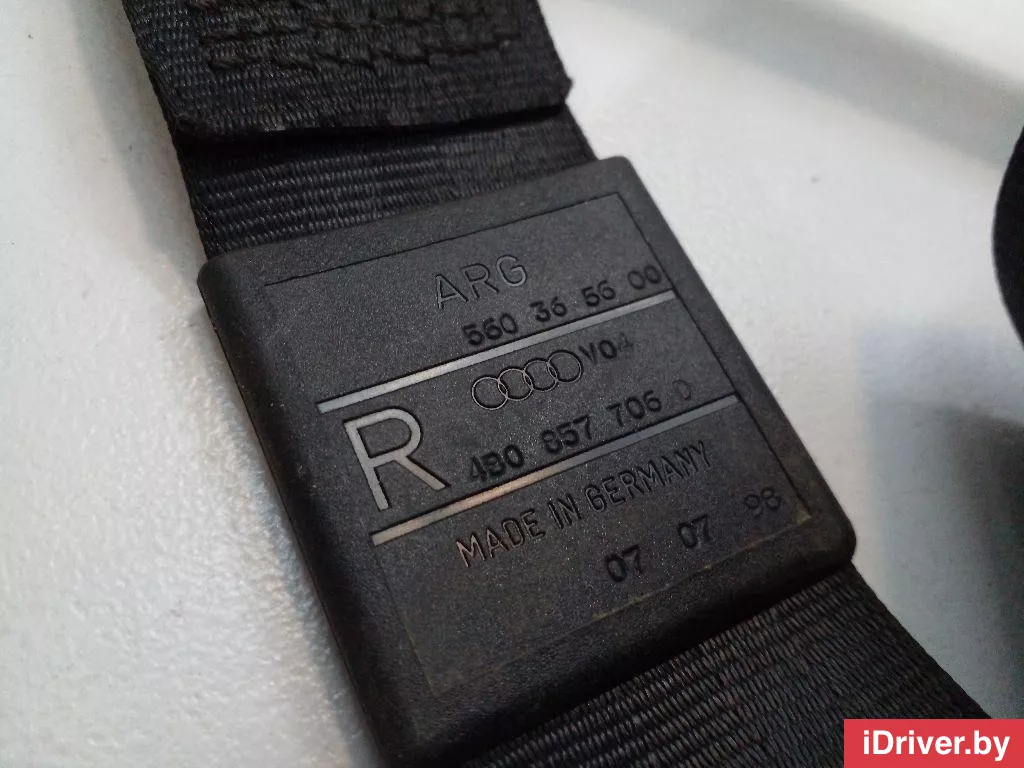 ARG
560 36 56 00
V04
R
4B0 857 706 D
MADE IN GERMANY
07 07 98
iDriver.by